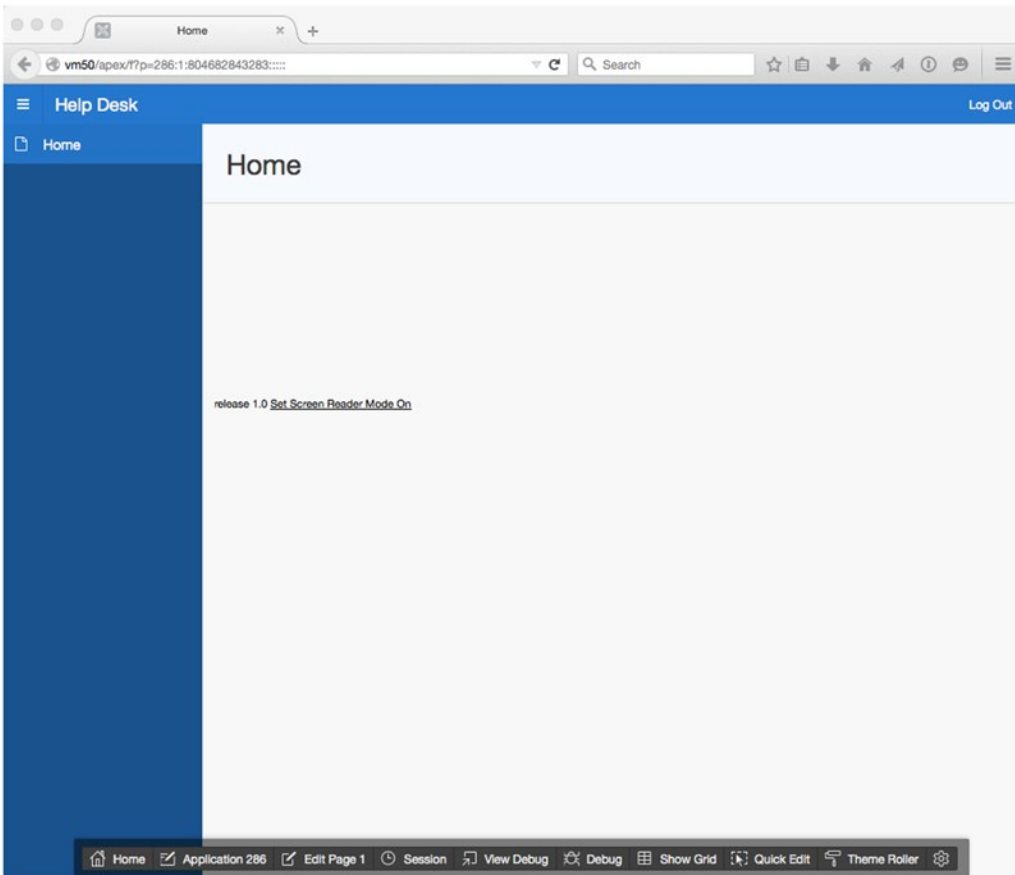 Home
vm50/apex/f?p=286:1:804682843283:::::
Search
Help Desk
Log Out
Home
Home
release 1.0 Set Screen Reader Mode On
Home Application 286 Edit Page 1 Session View Debug Debug Show Grid Quick Edit Theme Roller